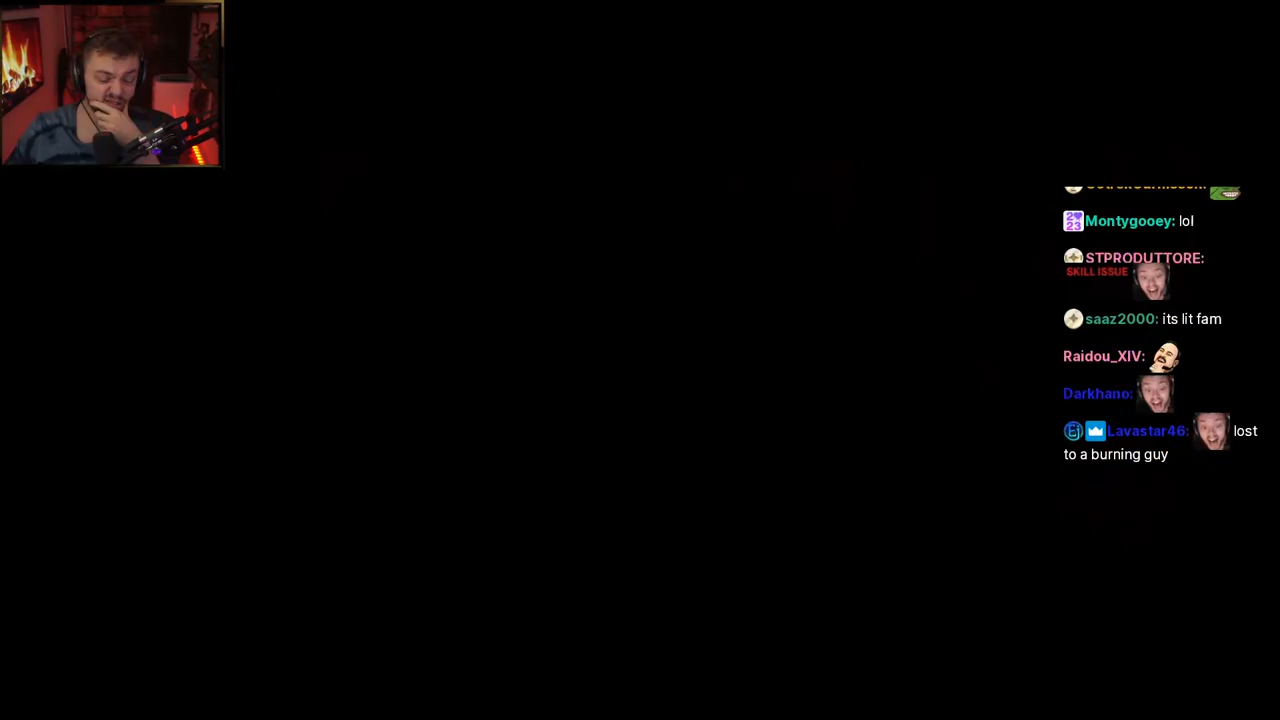 Montygooey: lol
STPRODUTTORE:
SKILL ISSUE
saaz2000: its lit fam
Raidou_XIV:
Darkhano:
Lavastar46: lost
to a burning guy